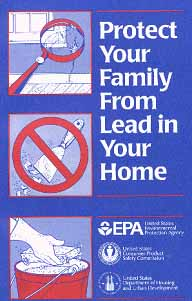 Protect
Your
Family
From
Lead in
Your
Home
EPA
United States
Environmental
Protection Agency
United States
Consumer Product
Safety Commission
United States
Department of Housing
and Urban Development